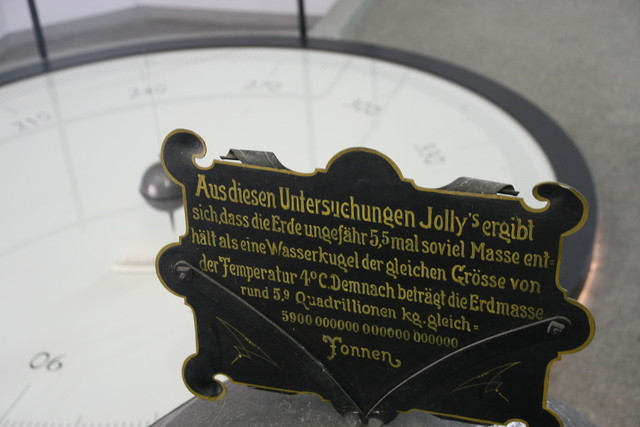 210
240
270
300
330
90
Aus diesen Untersuchungen Jolly's ergibt
sich, dass die Erde ungefähr 5,5 mal soviel Masse ent=
hält als eine Wasserkugel der gleichen Grösse von
der Temperatur 4°C. Demnach beträgt die Erdmasse
rund 5,9 Quadrillionen kg. gleich=
5900 000000 000000 000000
Tonnen